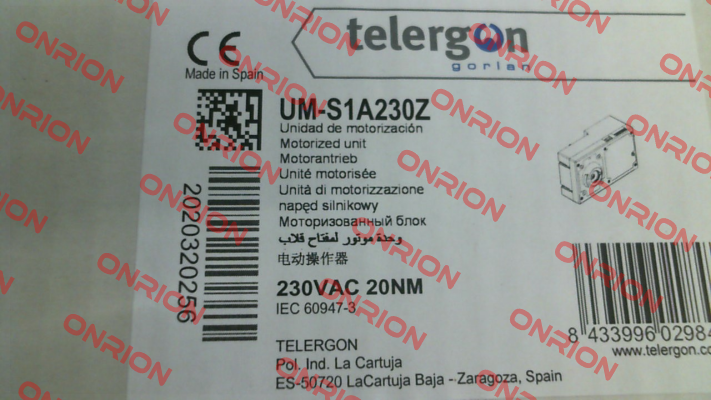 telergon
gorlan
CE
Made in Spain
UM-S1A230Z
Unidad de motorización
Motorized unit
Motorantrieb
Unité motorisée
Unità di motorizzazione
napęd silnikowy
Моторизованный блок
وحدة موتور لمفتاح قلاب
电动操作器
230VAC 20NM
IEC 60947-3
2020320256
TELERGON
Pol. Ind. La Cartuja
ES-50720 LaCartuja Baja - Zaragoza, Spain
8 433996 02984
www.telergon.co
ONRION